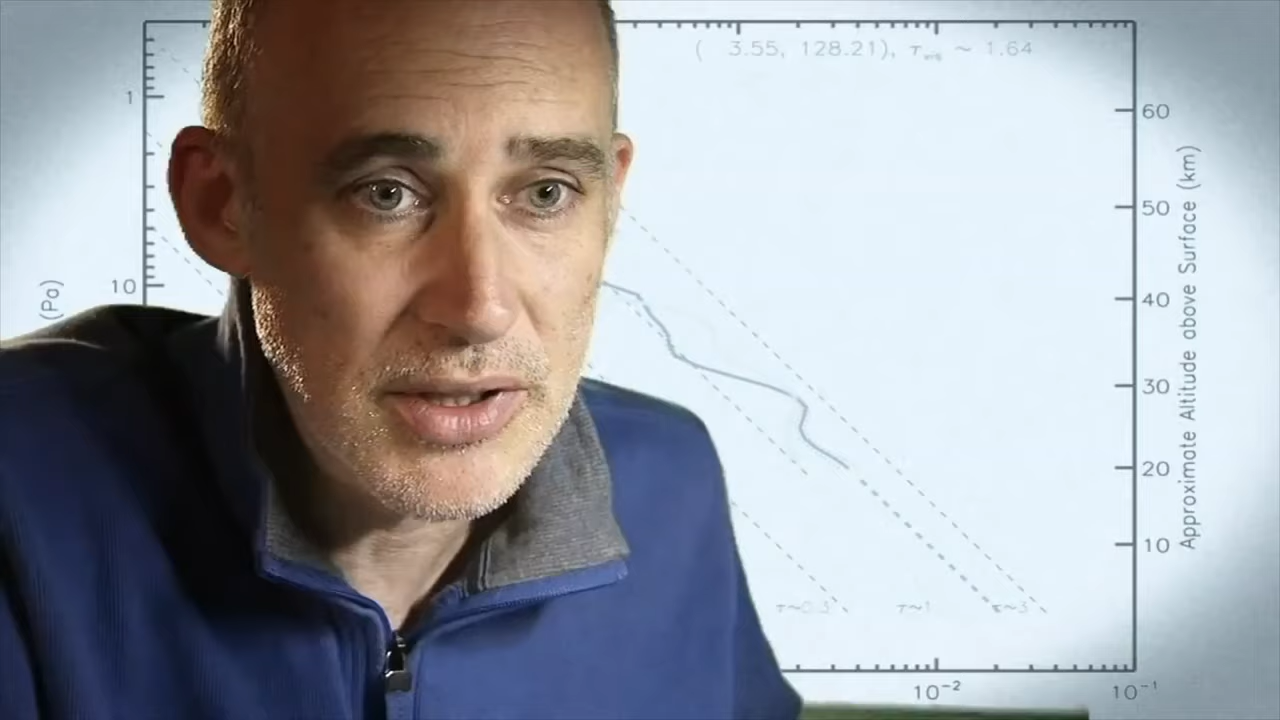 ( 3.55, 128.21), τ ~ 1.64
1
10
(Pa)
60
50
40
30
20
10
Approximate Altitude above Surface (km)
τ~0.3
τ~1
τ~3
10⁻²
10⁻¹